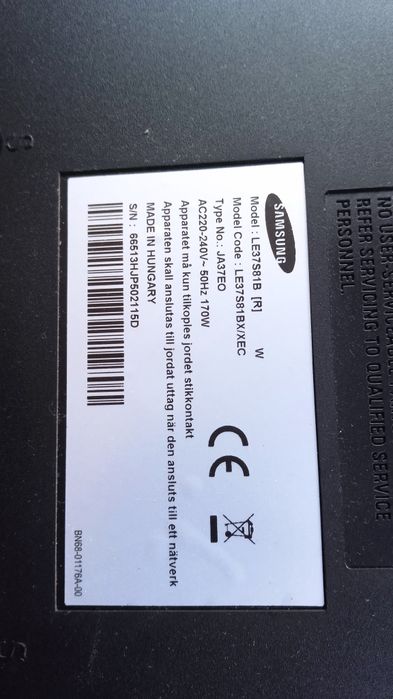 NO USER-SERVICEABLE
REFER SERVICING TO QUALIFIED SERVICE
PERSONNEL
SAMSUNG
Model : LE37S81B [R] W
Model Code : LE37S81BX/XEC
Type No.: JA37EO
AC220-240V~ 50Hz 170W
Apparatet må kun tilkoples jordet stikkontakt
Apparaten skall anslutas till jordat uttag när den ansluts till ett nätverk
MADE IN HUNGARY
S/N : 66513HJP502115D
BN68-01176A-00